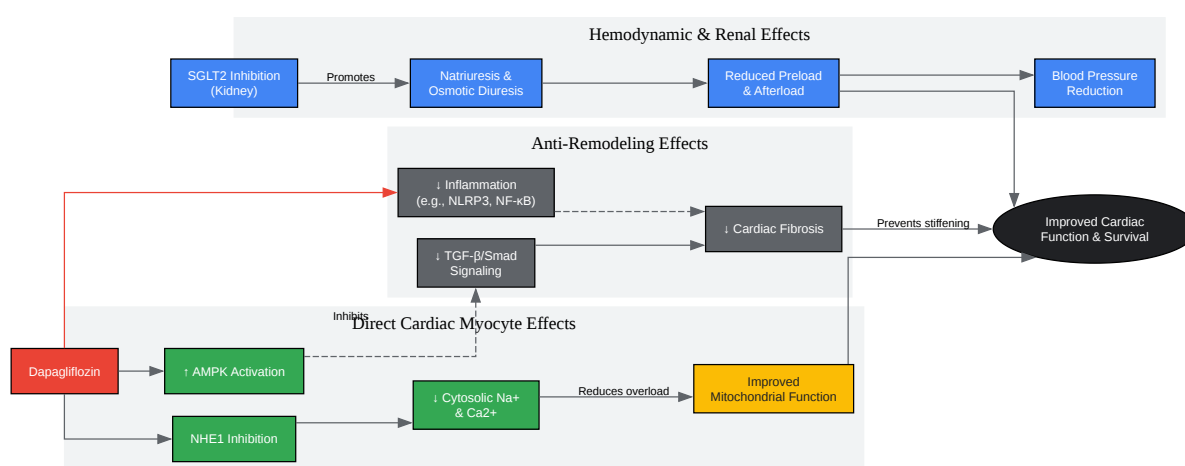 Hemodynamic & Renal Effects
SGLT2 Inhibition
(Kidney)
Promotes
Natriuresis &
Osmotic Diuresis
Reduced Preload
& Afterload
Blood Pressure
Reduction
Anti-Remodeling Effects
↓ Inflammation
(e.g., NLRP3, NF-κB)
↓ TGF-β/Smad
Signaling
↓ Cardiac Fibrosis
Prevents stiffening
Improved Cardiac
Function & Survival
Inhibits
Direct Cardiac Myocyte Effects
Dapagliflozin
↑ AMPK Activation
NHE1 Inhibition
↓ Cytosolic Na+
& Ca2+
Reduces overload
Improved
Mitochondrial Function